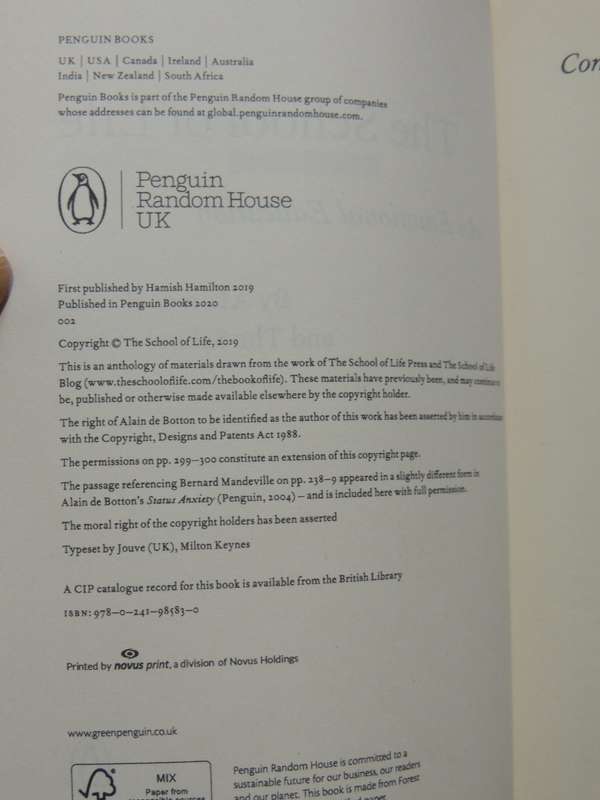 PENGUIN BOOKS
UK | USA | Canada | Ireland | Australia
India | New Zealand | South Africa
Penguin Books is part of the Penguin Random House group of companies
whose addresses can be found at global.penguinrandomhouse.com.
Penguin
Random House
UK
First published by Hamish Hamilton 2019
Published in Penguin Books 2020
002
Copyright © The School of Life, 2019
This is an anthology of materials drawn from the work of The School of Life Press and The School of Life
Blog (www.theschooloflife.com/thebookoflife). These materials have previously been, and may continue to
be, published or otherwise made available elsewhere by the copyright holder.
The right of Alain de Botton to be identified as the author of this work has been asserted by him in accordance
with the Copyright, Designs and Patents Act 1988.
The permissions on pp. 299–300 constitute an extension of this copyright page.
The passage referencing Bernard Mandeville on pp. 238–9 appeared in a slightly different form in
Alain de Botton's Status Anxiety (Penguin, 2004) – and is included here with full permission.
The moral right of the copyright holders has been asserted
Typeset by Jouve (UK), Milton Keynes
A CIP catalogue record for this book is available from the British Library
ISBN: 978–0–241–98583–0
Printed by novus print, a division of Novus Holdings
www.greenpenguin.co.uk
MIX
Paper from
Penguin Random House is committed to a
sustainable future for our business, our readers
and our planet. This book is made from Forest
Con